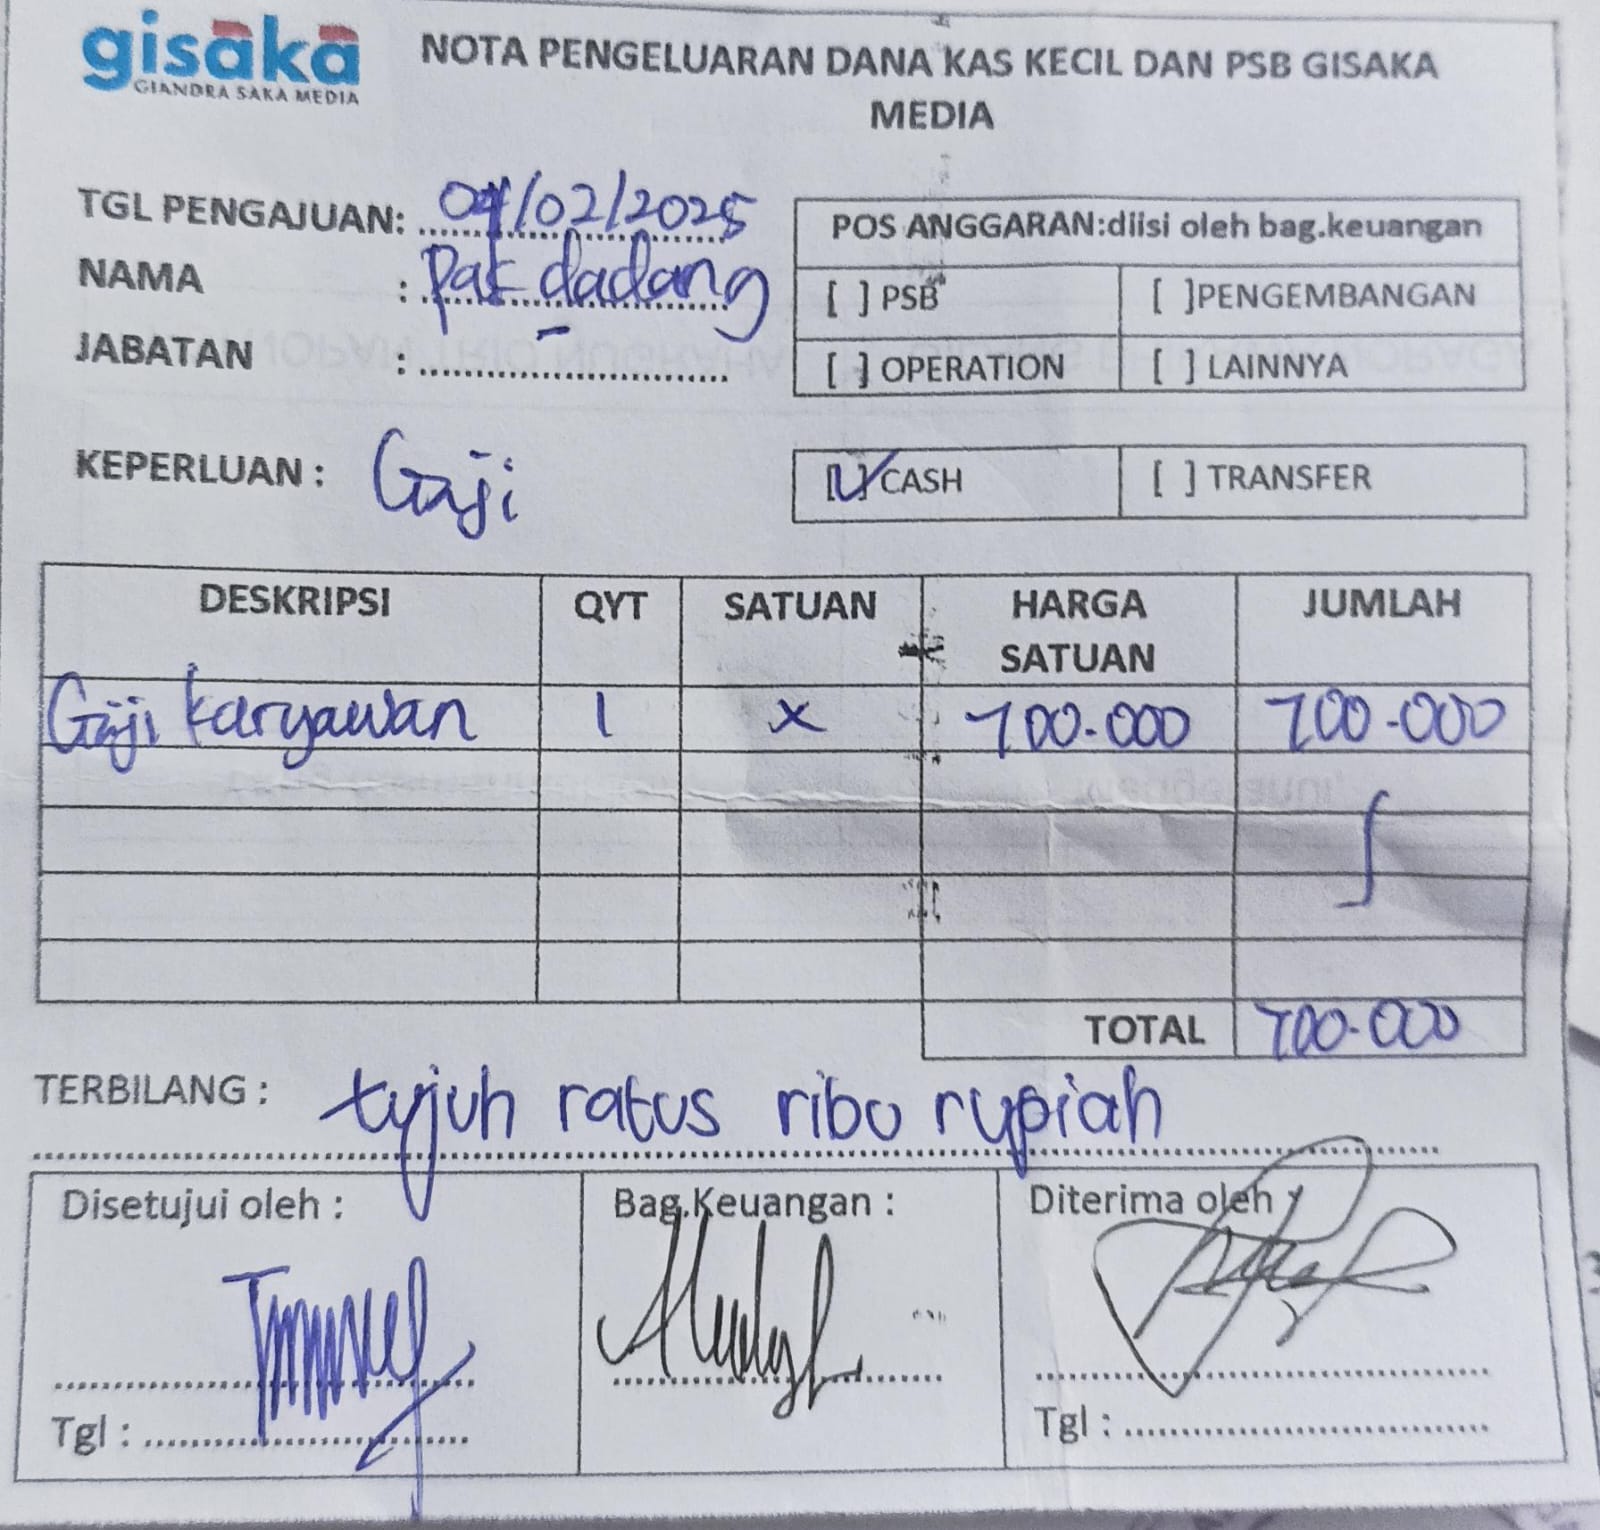 gisaka
GIANDRA SAKA MEDIA
NOTA PENGELUARAN DANA KAS KECIL DAN PSB GISAKA
MEDIA
TGL PENGAJUAN: 04/02/2025
NAMA : Pak dadang
JABATAN : -
POS ANGGARAN:diisi oleh bag.keuangan
[ ] PSB [ ]PENGEMBANGAN
[ ] OPERATION [ ] LAINNYA
KEPERLUAN : Gaji
[✓] CASH [ ] TRANSFER
DESKRIPSI QYT SATUAN HARGA SATUAN JUMLAH
Gaji karyawan 1 x 700.000 700.000
TOTAL 700.000
TERBILANG : tujuh ratus ribu rupiah
Disetujui oleh : Bag.Keuangan : Diterima oleh :
Tgl : Tgl :